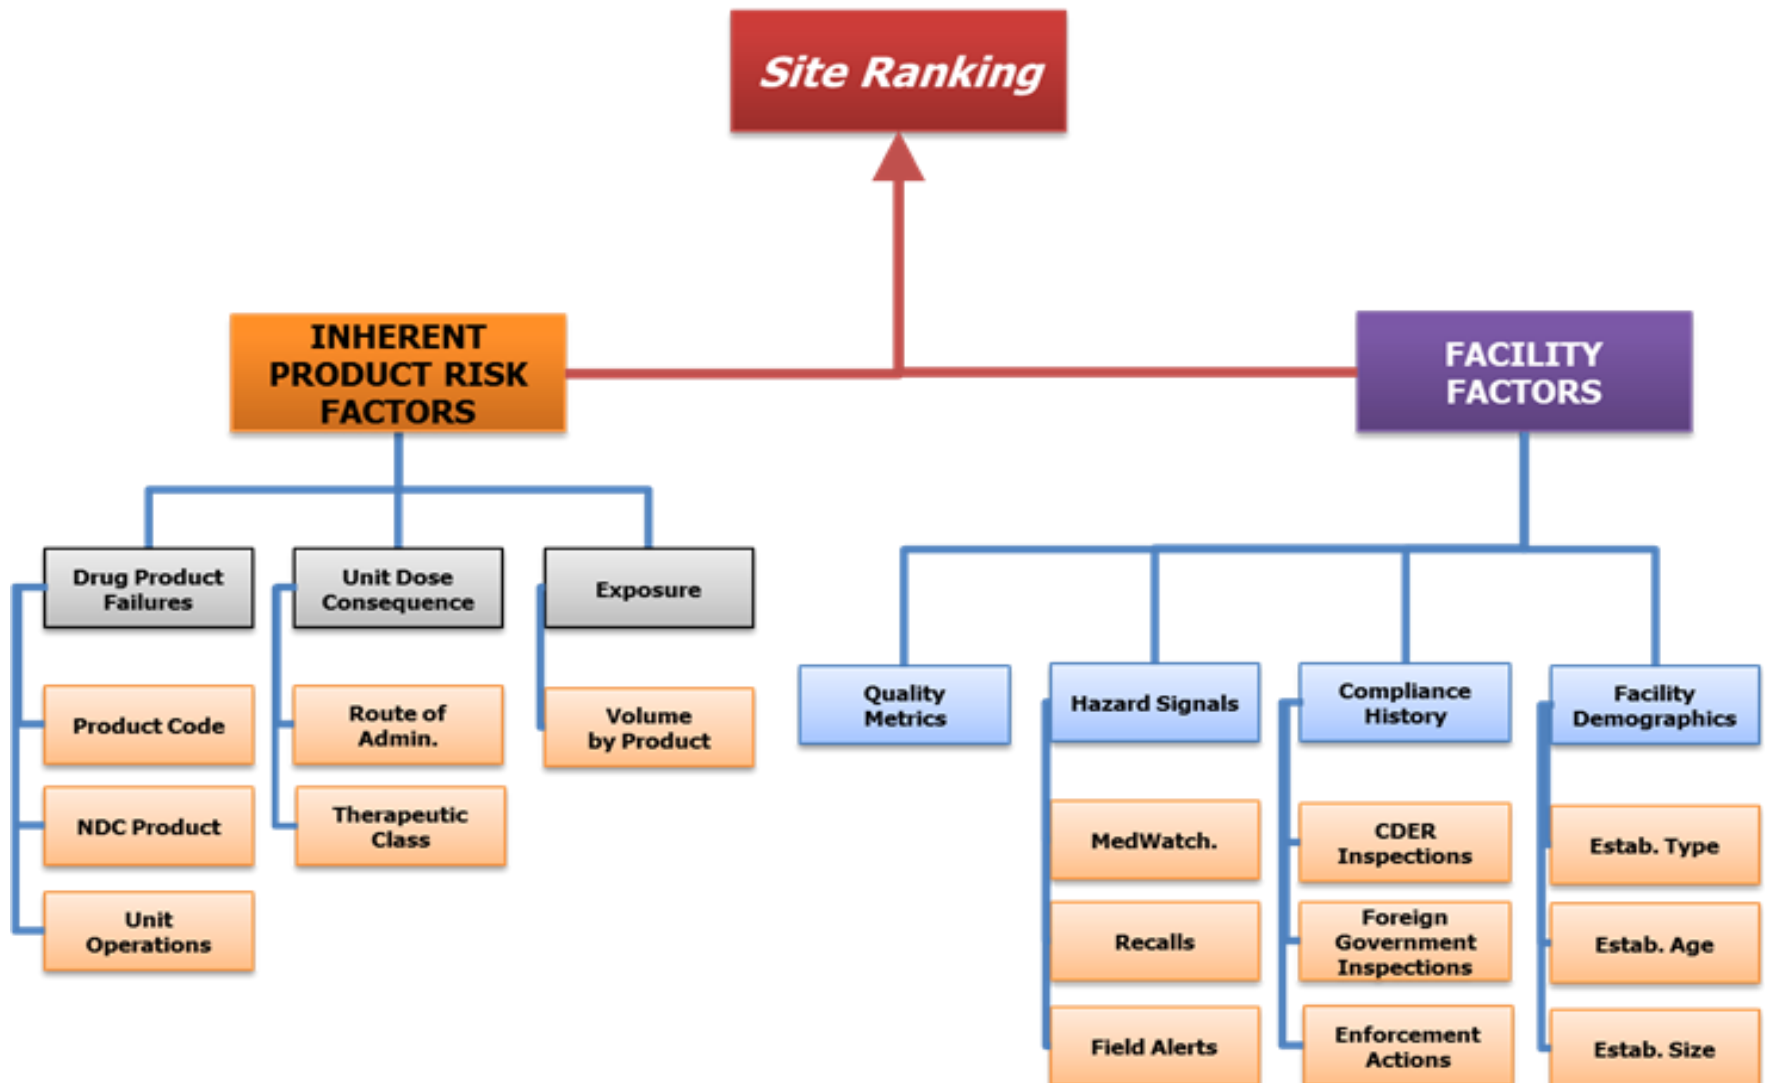 Site Ranking
INHERENT
PRODUCT RISK
FACTORS
FACILITY
FACTORS
Drug Product
Failures
Unit Dose
Consequence
Exposure
Product Code
Route of
Admin.
Volume
by Product
NDC Product
Therapeutic
Class
Unit
Operations
Quality
Metrics
Hazard Signals
Compliance
History
Facility
Demographics
MedWatch.
CDER
Inspections
Estab. Type
Recalls
Foreign
Government
Inspections
Estab. Age
Field Alerts
Enforcement
Actions
Estab. Size